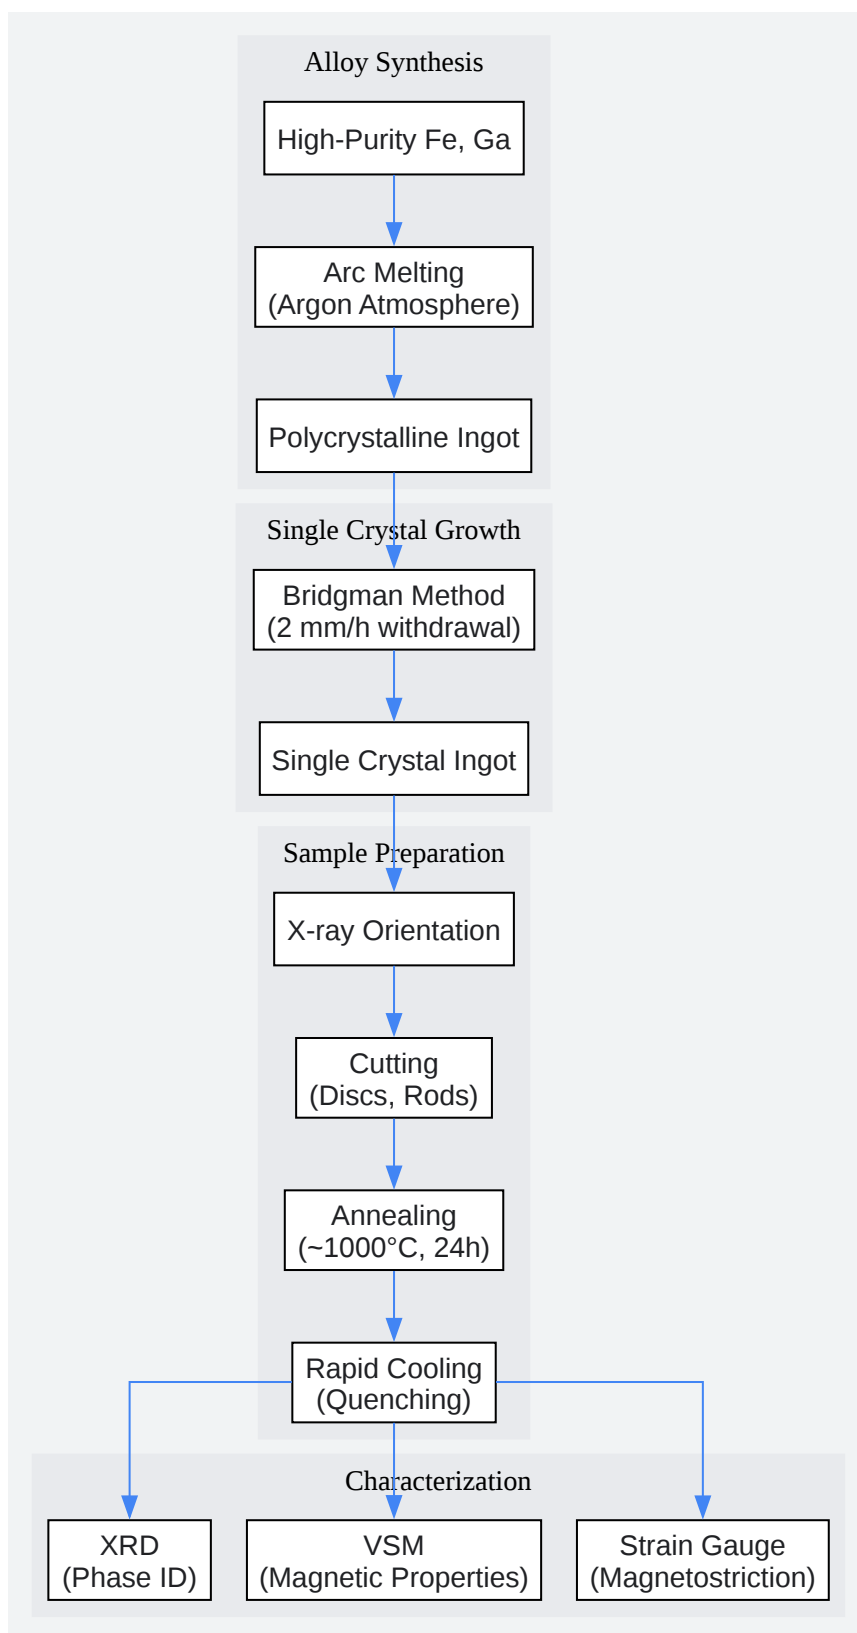 Alloy Synthesis
High-Purity Fe, Ga
Arc Melting
(Argon Atmosphere)
Polycrystalline Ingot
Single Crystal Growth
Bridgman Method
(2 mm/h withdrawal)
Single Crystal Ingot
Sample Preparation
X-ray Orientation
Cutting
(Discs, Rods)
Annealing
(~1000°C, 24h)
Rapid Cooling
(Quenching)
Characterization
XRD
(Phase ID)
VSM
(Magnetic Properties)
Strain Gauge
(Magnetostriction)